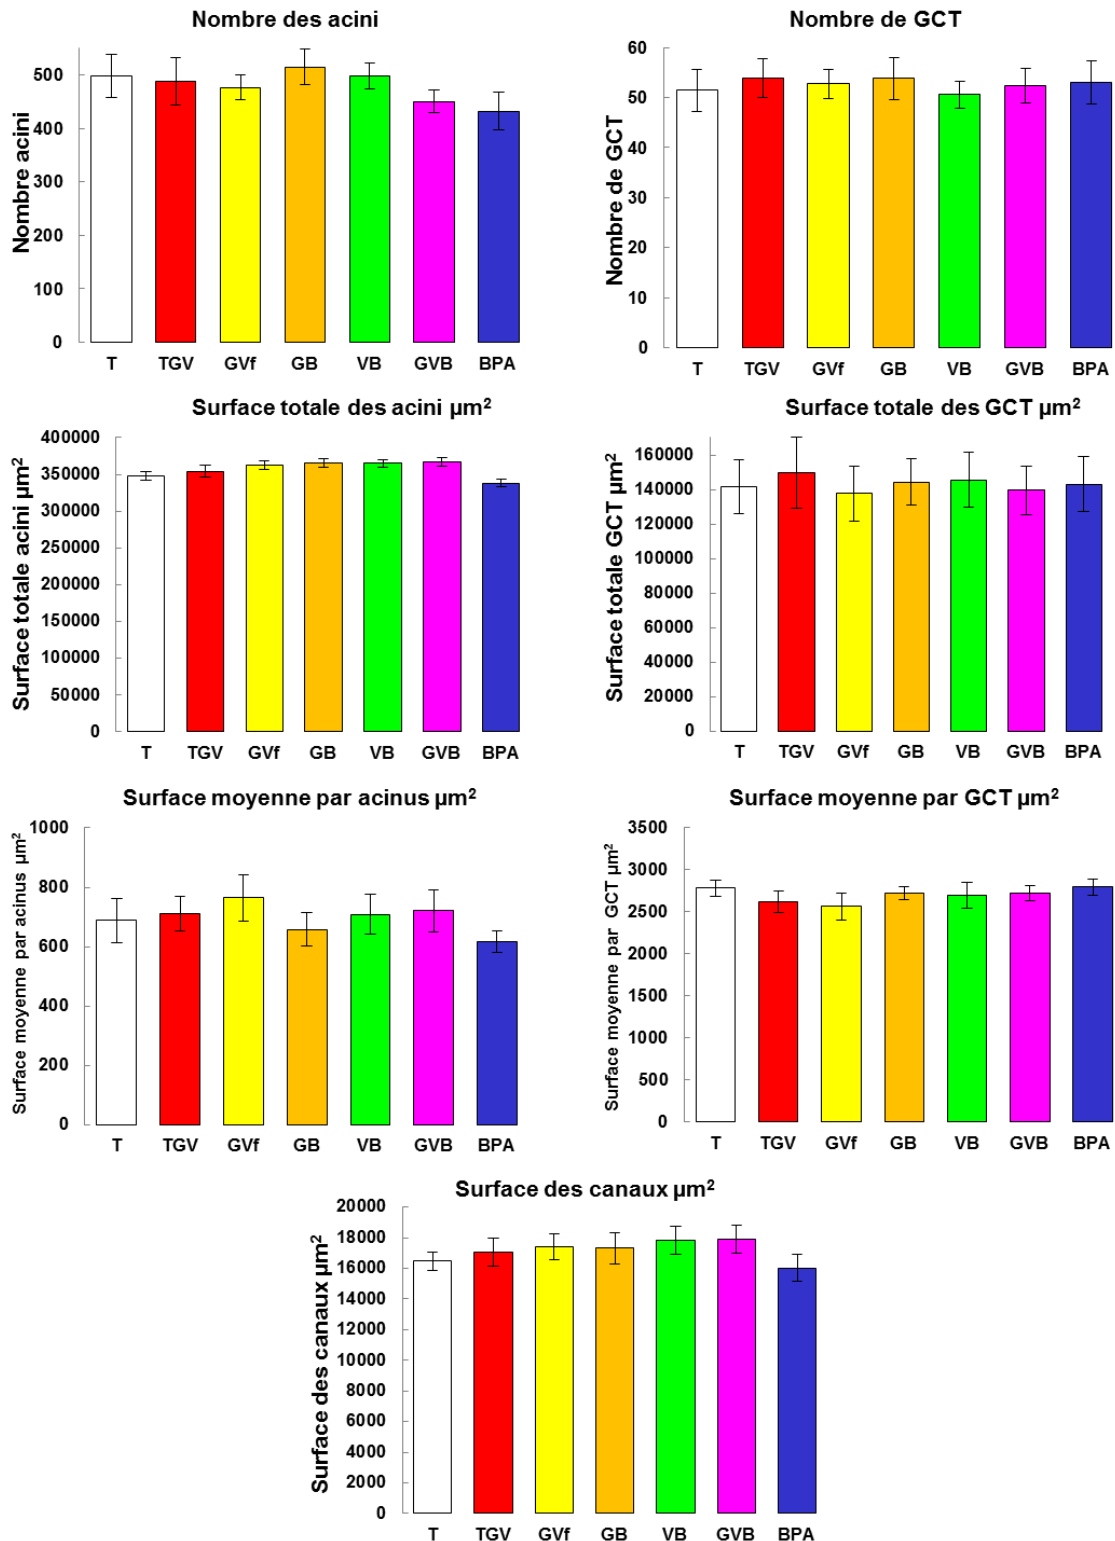 Nombre des acini
Nombre acini
500
400
300
200
100
0
T TGV GVf GB VB GVB BPA
Nombre de GCT
Nombre de GCT
60
50
40
30
20
10
0
T TGV GVf GB VB GVB BPA
Surface totale des acini µm²
Surface totale acini µm²
400000
350000
300000
250000
200000
150000
100000
50000
0
T TGV GVf GB VB GVB BPA
Surface totale des GCT µm²
Surface totale GCT µm²
160000
140000
120000
100000
80000
60000
40000
20000
0
T TGV GVf GB VB GVB BPA
Surface moyenne par acinus µm²
Surface moyenne par acinus µm²
1000
800
600
400
200
0
T TGV GVf GB VB GVB BPA
Surface moyenne par GCT µm²
Surface moyenne par GCT µm²
3500
3000
2500
2000
1500
1000
500
0
T TGV GVf GB VB GVB BPA
Surface des canaux µm²
Surface des canaux µm²
20000
18000
16000
14000
12000
10000
8000
6000
4000
2000
0
T TGV GVf GB VB GVB BPA